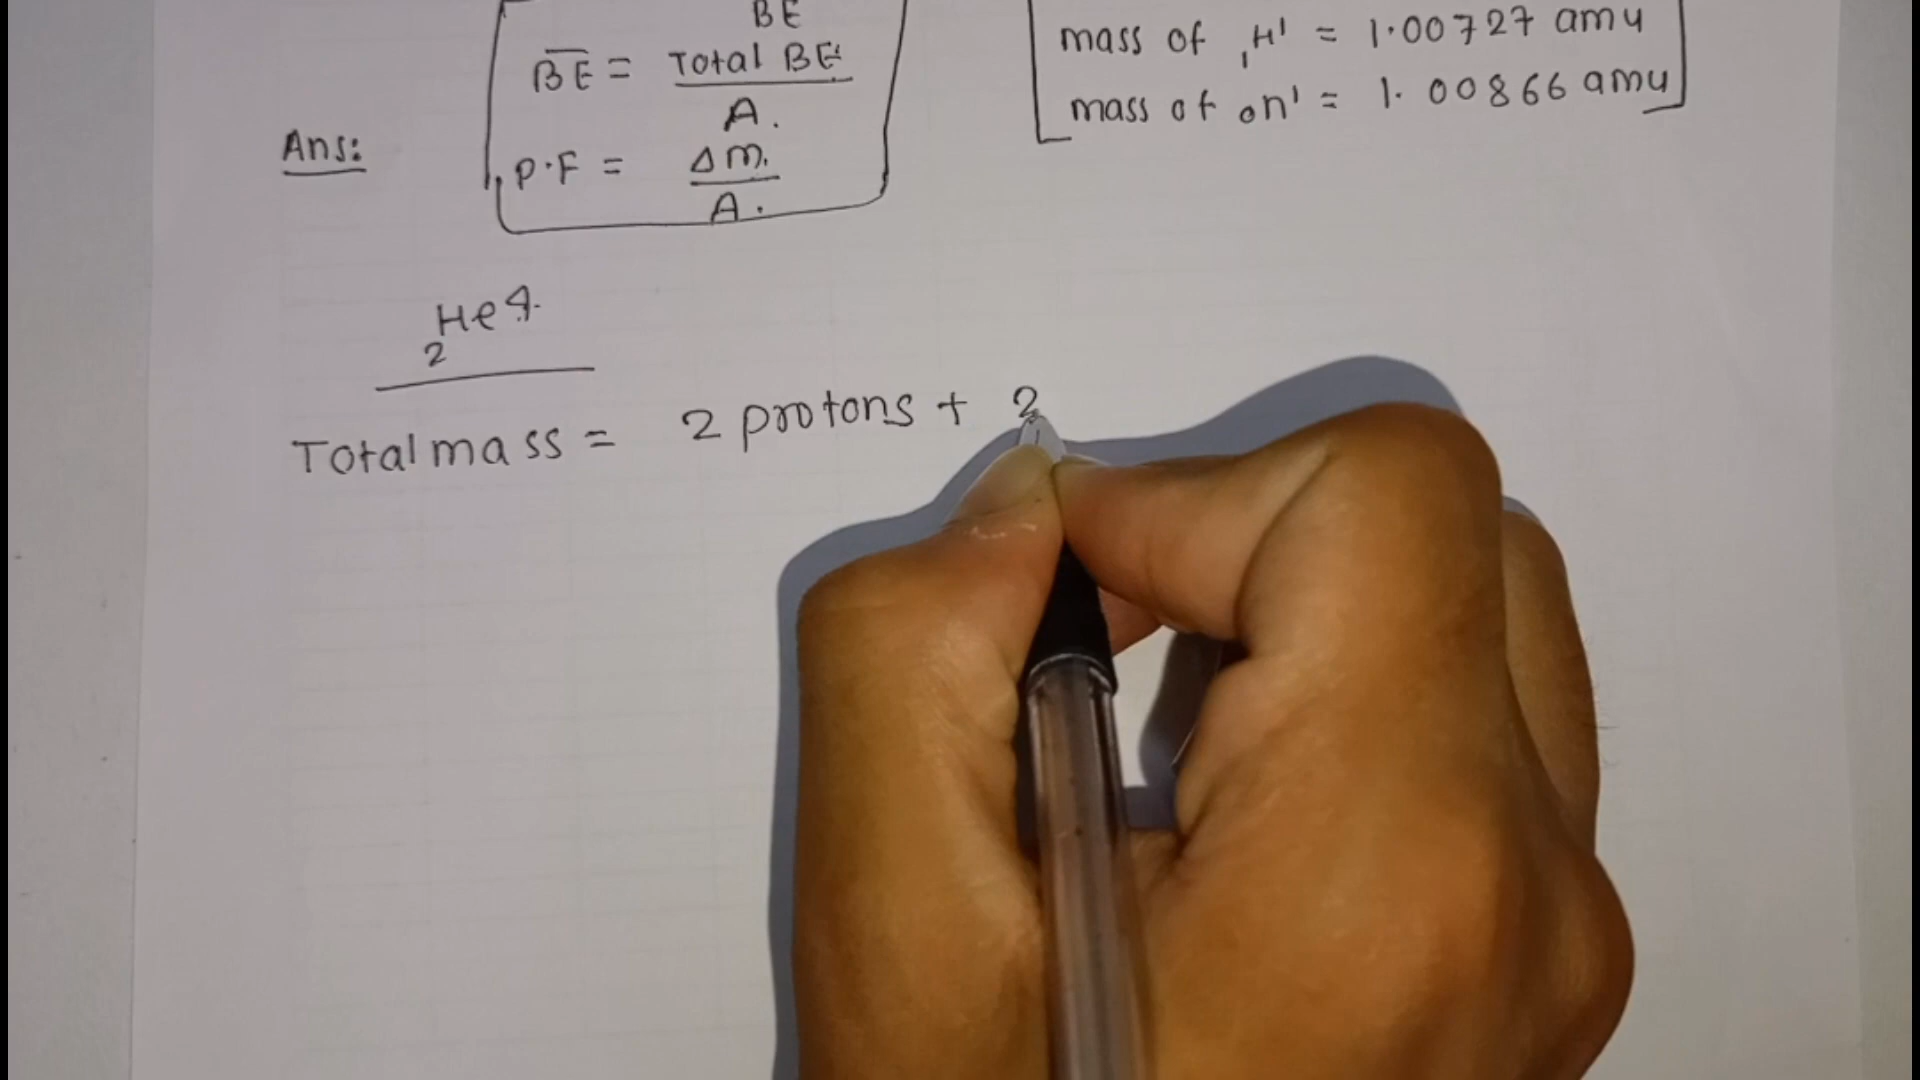 BE
B̅E̅ = Total BE
A.
P.F = Δm.
A.
mass of ₁H¹ = 1.00727 amu
mass of ₀n¹ = 1.00866 amu
Ans:
₂He⁴.
Total mass = 2 protons + 2